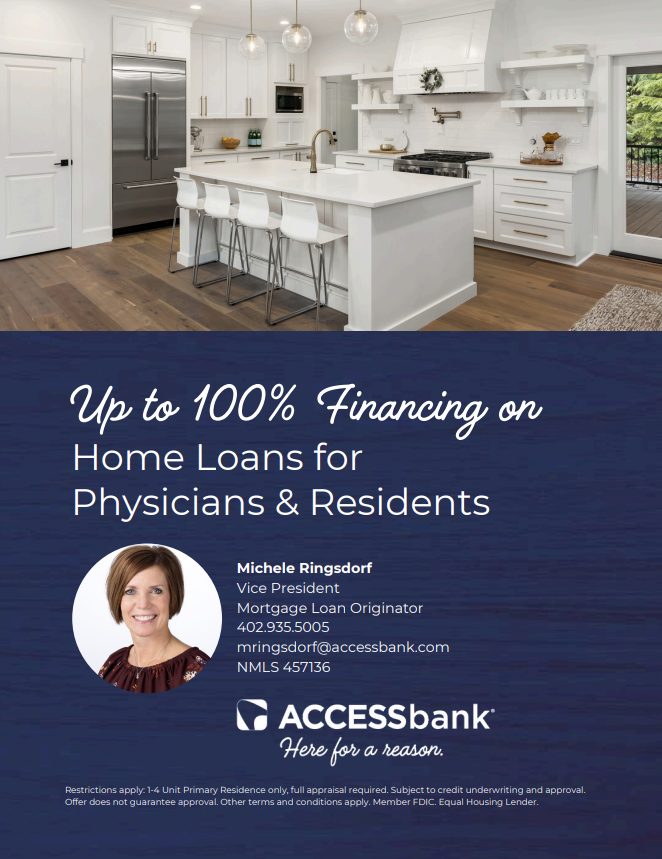 Up to 100% Financing on
Home Loans for
Physicians & Residents
Michele Ringsdorf
Vice President
Mortgage Loan Originator
402.935.5005
mringsdorf@accessbank.com
NMLS 457136
ACCESSbank®
Here for a reason.
Restrictions apply: 1-4 Unit Primary Residence only, full appraisal required. Subject to credit underwriting and approval.
Offer does not guarantee approval. Other terms and conditions apply. Member FDIC. Equal Housing Lender.